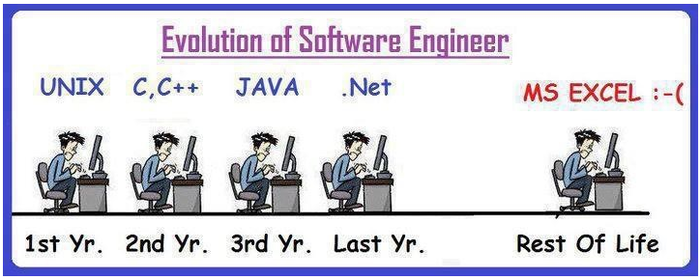 Evolution of Software Engineer
UNIX C,C++ JAVA .Net MS EXCEL :-(
1st Yr. 2nd Yr. 3rd Yr. Last Yr. Rest Of Life